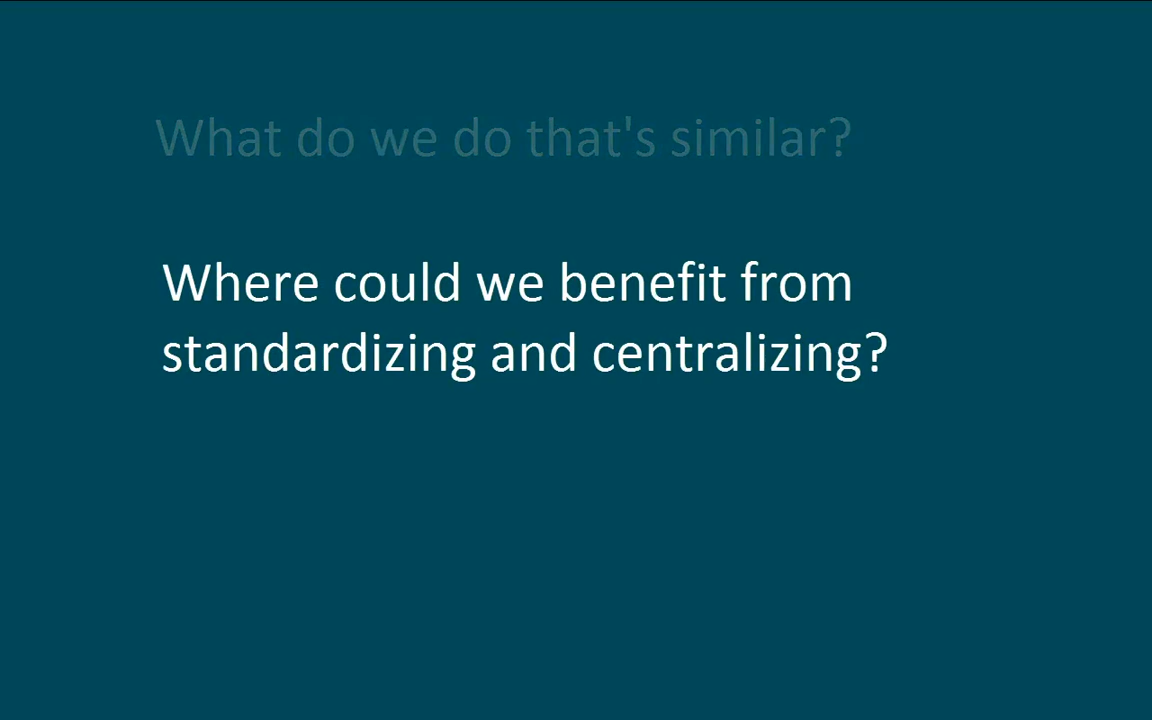 What do we do that's similar?
Where could we benefit from
standardizing and centralizing?